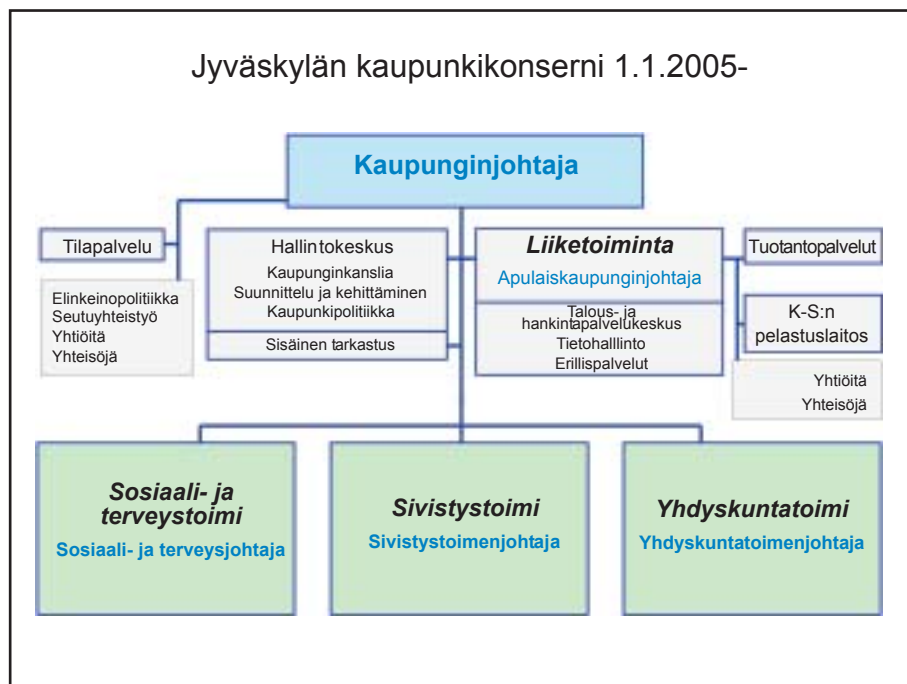 Jyväskylän kaupunkikonserni 1.1.2005-
Kaupunginjohtaja
Tilapalvelu
Elinkeinopolitiikka
Seutuyhteistyö
Yhtiöitä
Yhteisöjä
Hallintokeskus
Kaupunginkanslia
Suunnittelu ja kehittäminen
Kaupunkipolitiikka
Sisäinen tarkastus
Liiketoiminta
Apulaiskaupunginjohtaja
Talous- ja
hankintapalvelukeskus
Tietohalllinto
Erillispalvelut
Tuotantopalvelut
K-S:n
pelastuslaitos
Yhtiöitä
Yhteisöjä
Sosiaali- ja
terveystoimi
Sosiaali- ja terveysjohtaja
Sivistystoimi
Sivistystoimenjohtaja
Yhdyskuntatoimi
Yhdyskuntatoimenjohtaja